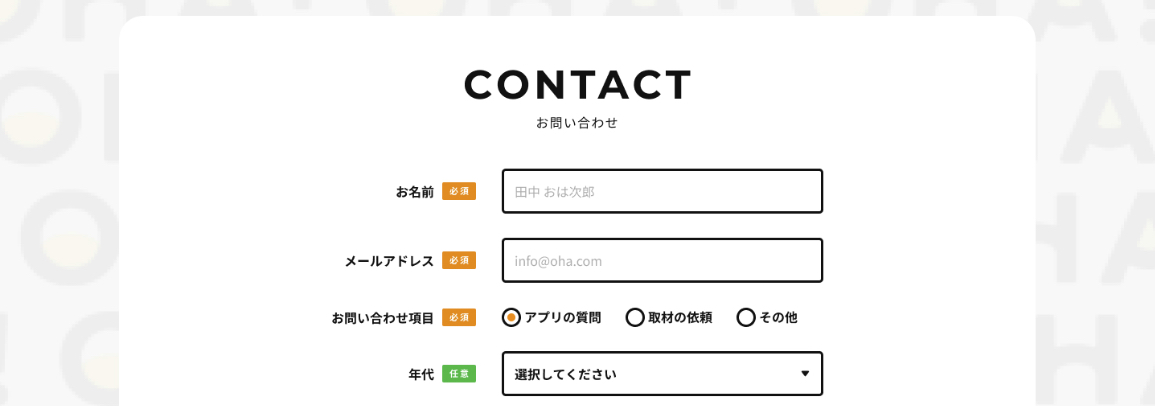 CONTACT
お問い合わせ
お名前 必須 田中 おは次郎
メールアドレス 必須 info@oha.com
お問い合わせ項目 必須 アプリの質問 取材の依頼 その他
年代 任意 選択してください